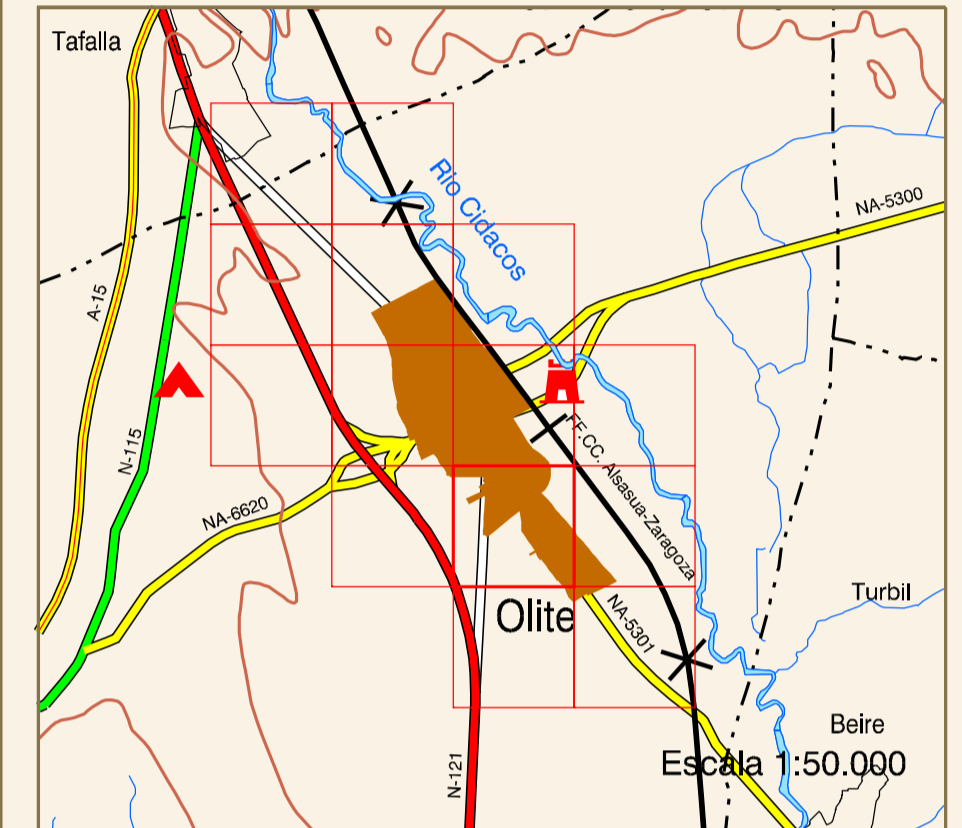 Tafalla
Rio Cidacos
NA-5300
A-15
N-115
FF.CC. Alsasua-Zaragoza
NA-6620
Turbil
Olite
NA-5301
Beire
Escala 1:50.000
N-121